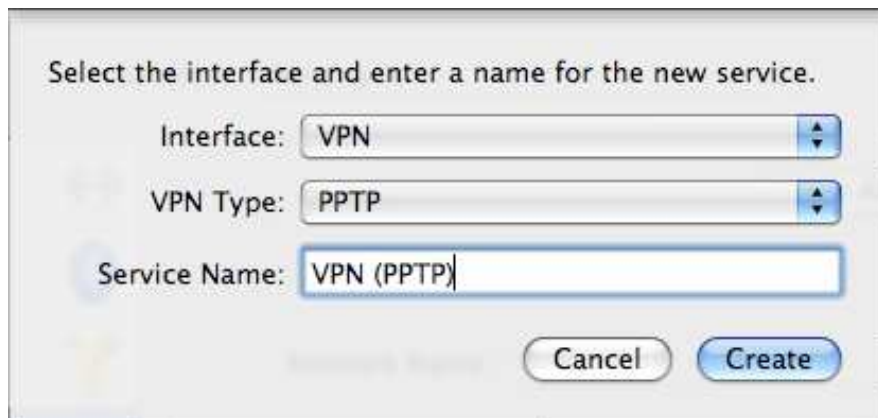 Select the interface and enter a name for the new service.
Interface: VPN
VPN Type: PPTP
Service Name: VPN (PPTP)
Cancel Create